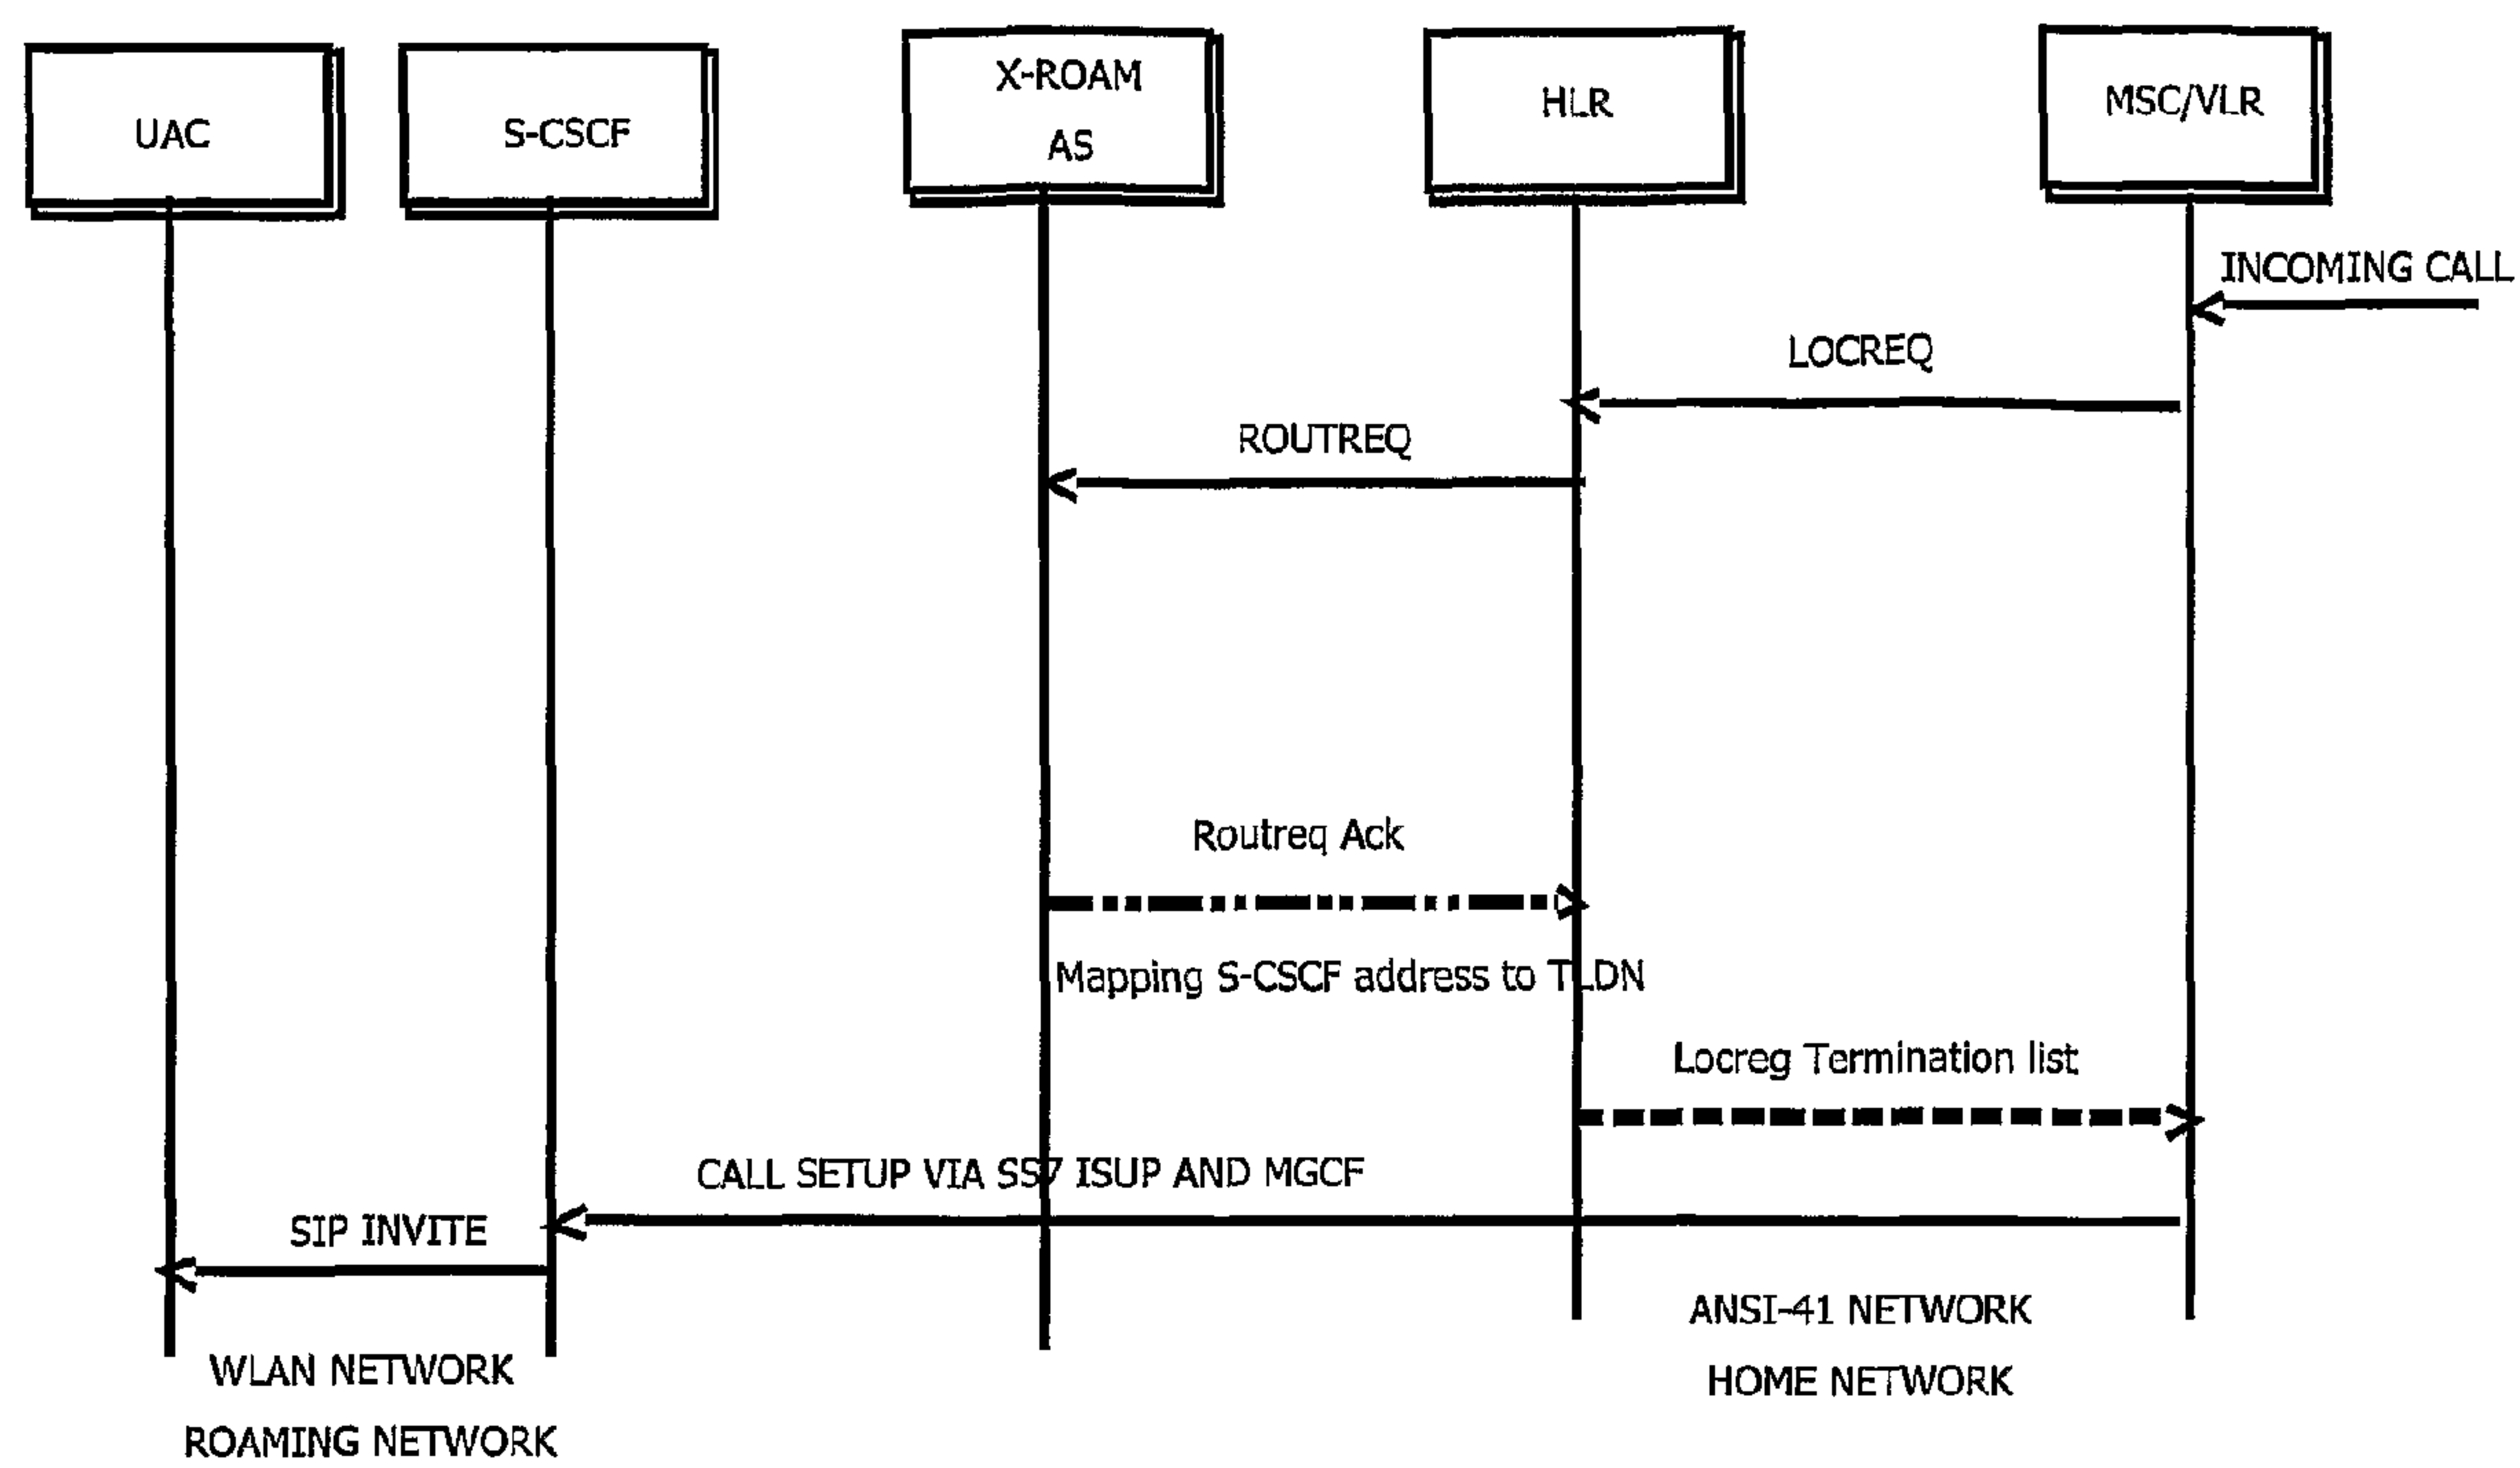 UAC
S-CSCF
X-ROAM
AS
HLR
MSC/VLR
INCOMING CALL
LOCREQ
ROUTREQ
Routreq Ack
Mapping S-CSCF address to TLDN
Locreg Termination list
CALL SETUP VIA SS7 ISUP AND MGCF
SIP INVITE
ANSI-41 NETWORK
HOME NETWORK
WLAN NETWORK
ROAMING NETWORK